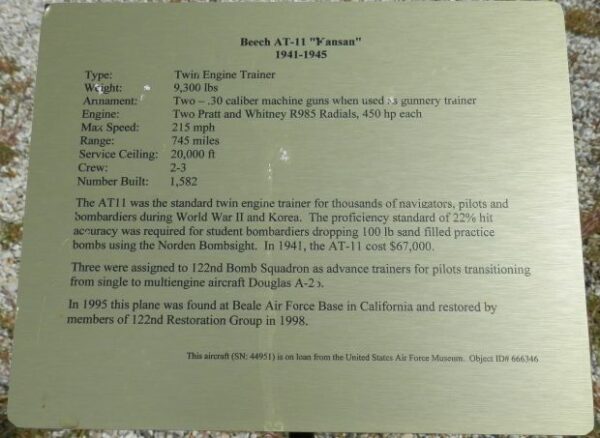 Beech AT-11 "Kansan"
1941-1945
Type: Twin Engine Trainer
Weight: 9,300 lbs
Armament: Two – .30 caliber machine guns when used as gunnery trainer
Engine: Two Pratt and Whitney R985 Radials, 450 hp each
Max Speed: 215 mph
Range: 745 miles
Service Ceiling: 20,000 ft
Crew: 2-3
Number Built: 1,582
The AT11 was the standard twin engine trainer for thousands of navigators, pilots and
bombardiers during World War II and Korea. The proficiency standard of 22% hit
accuracy was required for student bombardiers dropping 100 lb sand filled practice
bombs using the Norden Bombsight. In 1941, the AT-11 cost $67,000.
Three were assigned to 122nd Bomb Squadron as advance trainers for pilots transitioning
from single to multiengine aircraft Douglas
In 1995 this plane was found at Beale Air Force Base in California and restored by
members of 122nd Restoration Group in 1998.
This aircraft (SN: 44951) is on loan from the United States Air Force Museum. Object ID# 666346